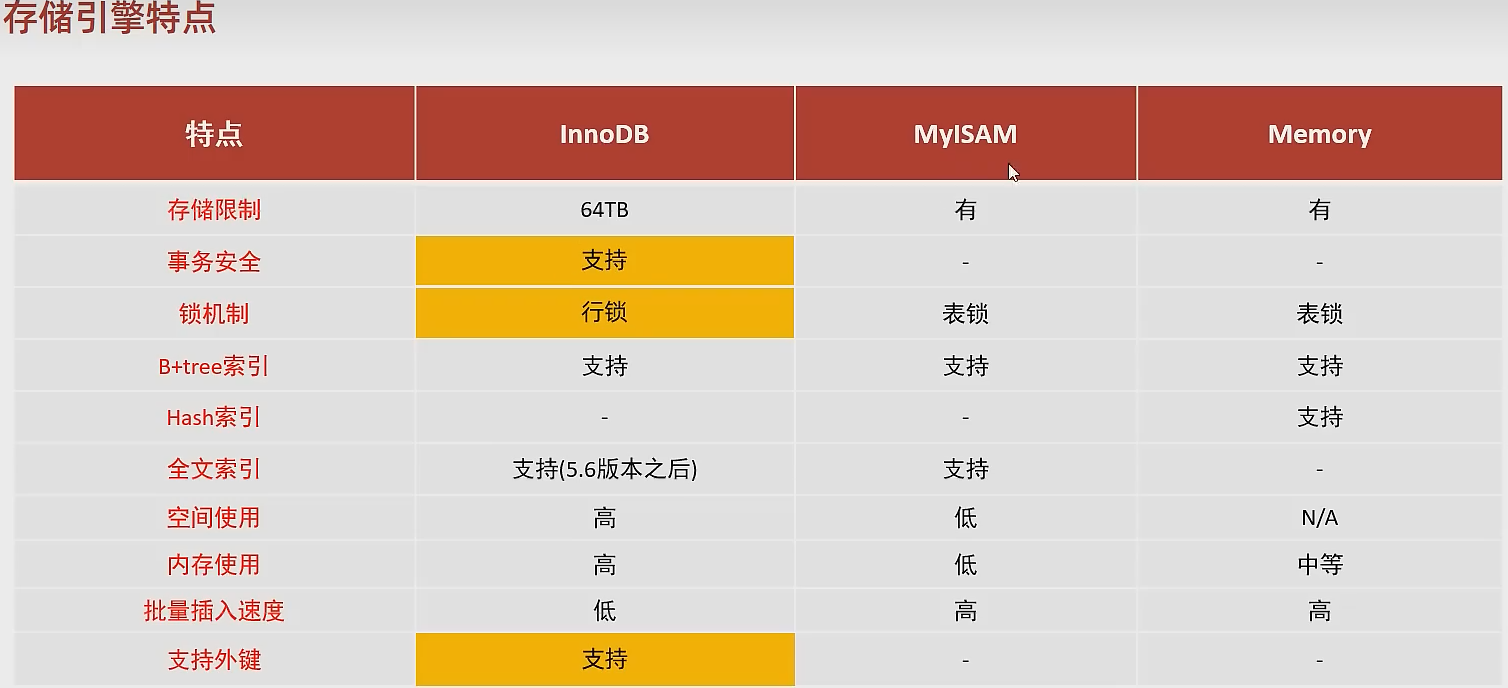 存储引擎特点
特点 InnoDB MyISAM Memory
存储限制 64TB 有 有
事务安全 支持 - -
锁机制 行锁 表锁 表锁
B+tree索引 支持 支持 支持
Hash索引 - - 支持
全文索引 支持(5.6版本之后) 支持 -
空间使用 高 低 N/A
内存使用 高 低 中等
批量插入速度 低 高 高
支持外键 支持 - -